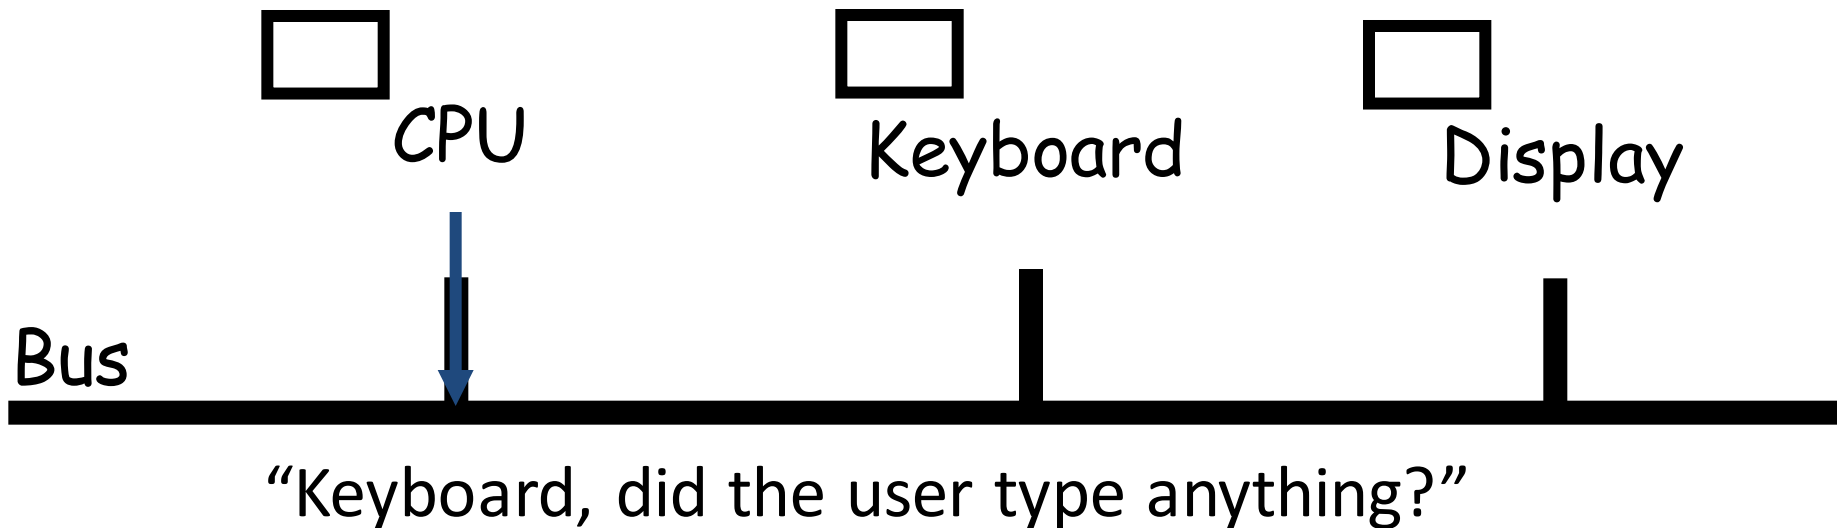 CPU
Keyboard
Display
Bus
“Keyboard, did the user type anything?”